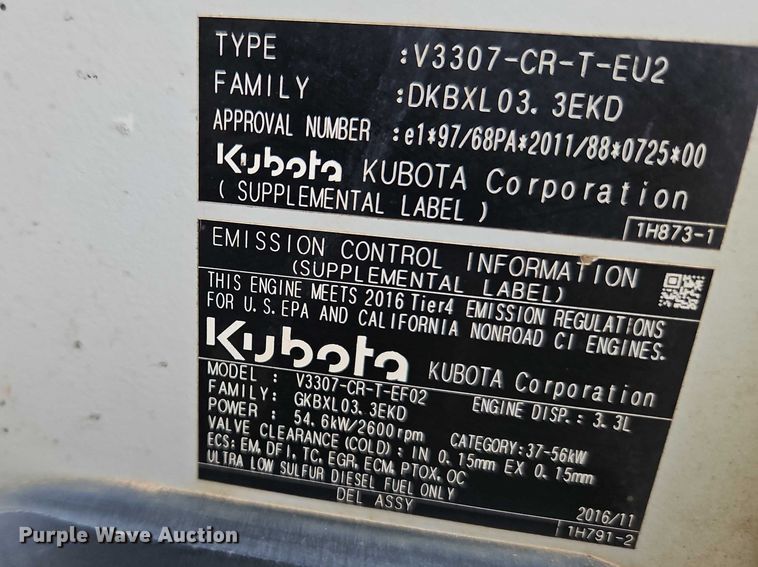 TYPE :V3307-CR-T-EU2
FAMILY :DKBXL03.3EKD
APPROVAL NUMBER :e1*97/68PA*2011/88*0725*00
Kubota KUBOTA Corporation
(SUPPLEMENTAL LABEL)
1H873-1
EMISSION CONTROL INFORMATION
(SUPPLEMENTAL LABEL)
THIS ENGINE MEETS 2016 Tier4 EMISSION REGULATIONS
FOR U.S.EPA AND CALIFORNIA NONROAD CI ENGINES.
Kubota KUBOTA Corporation
MODEL : V3307-CR-T-EF02
FAMILY: GKBXL03.3EKD ENGINE DISP.: 3.3L
POWER : 54.6kW/2600rpm CATEGORY:37-56kW
VALVE CLEARANCE(COLD): IN 0.15mm EX 0.15mm
ECS: EM, DFI, TC, EGR, ECM, PTOX, OC
ULTRA LOW SULFUR DIESEL FUEL ONLY
DEL ASSY 2016/11
1H791-2
Purple Wave Auction